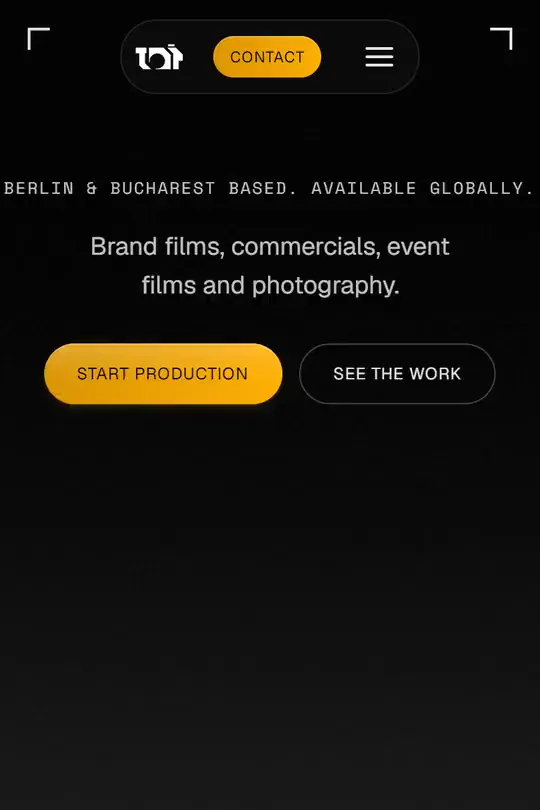 CONTACT
BERLIN & BUCHAREST BASED. AVAILABLE GLOBALLY.
Brand films, commercials, event
films and photography.
START PRODUCTION
SEE THE WORK